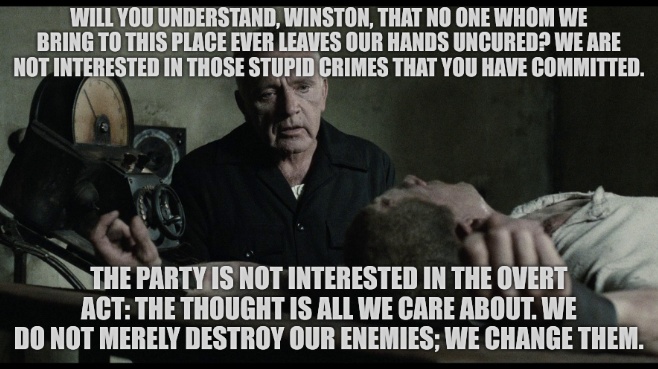 WILL YOU UNDERSTAND, WINSTON, THAT NO ONE WHOM WE
BRING TO THIS PLACE EVER LEAVES OUR HANDS UNCURED? WE ARE
NOT INTERESTED IN THOSE STUPID CRIMES THAT YOU HAVE COMMITTED.
THE PARTY IS NOT INTERESTED IN THE OVERT
ACT: THE THOUGHT IS ALL WE CARE ABOUT. WE
DO NOT MERELY DESTROY OUR ENEMIES; WE CHANGE THEM.